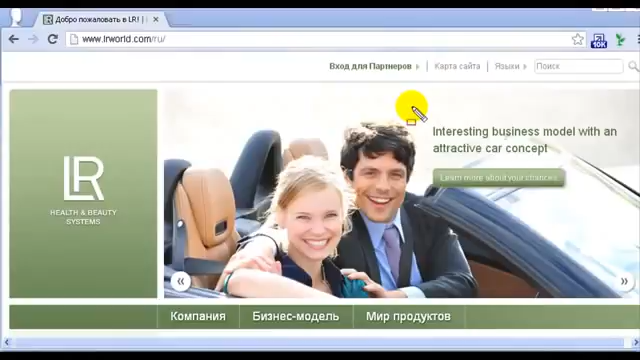 Добро пожаловать в LR! |
www.lrworld.com/ru/
10K
Вход для Партнеров
Карта сайта
Языки
Поиск
LR
HEALTH & BEAUTY
SYSTEMS
Interesting business model with an
attractive car concept
Learn more about your chances
Компания
Бизнес-модель
Мир продуктов